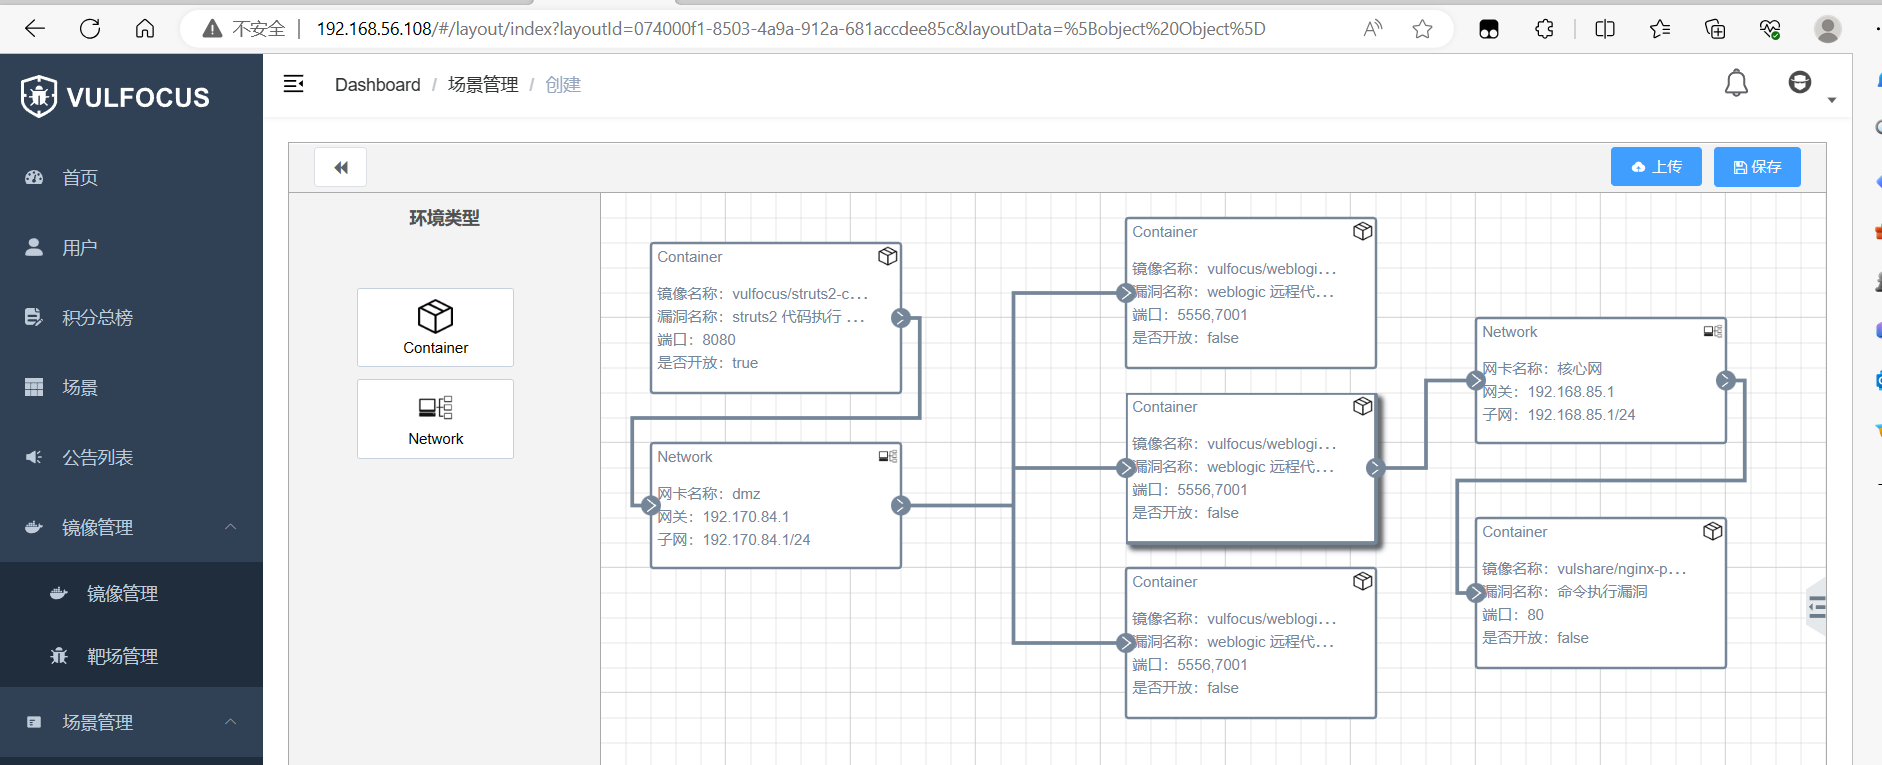 不安全
192.168.56.108/#/layout/index?layoutId=074000f1-8503-4a9a-912a-681accdee85c&layoutData=%5Bobject%20Object%5D
VULFOCUS
Dashboard / 场景管理 / 创建
首页
用户
积分总榜
场景
公告列表
镜像管理
镜像管理
靶场管理
场景管理
上传
保存
环境类型
Container
Network
Container
镜像名称：vulfocus/struts2-c...
漏洞名称：struts2 代码执行 ...
端口：8080
是否开放：true
Network
网卡名称：dmz
网关：192.170.84.1
子网：192.170.84.1/24
Container
镜像名称：vulfocus/weblogi...
漏洞名称：weblogic 远程代...
端口：5556,7001
是否开放：false
Container
镜像名称：vulfocus/weblogi...
漏洞名称：weblogic 远程代...
端口：5556,7001
是否开放：false
Container
镜像名称：vulfocus/weblogi...
漏洞名称：weblogic 远程代...
端口：5556,7001
是否开放：false
Network
网卡名称：核心网
网关：192.168.85.1
子网：192.168.85.1/24
Container
镜像名称：vulshare/nginx-p...
漏洞名称：命令执行漏洞
端口：80
是否开放：false